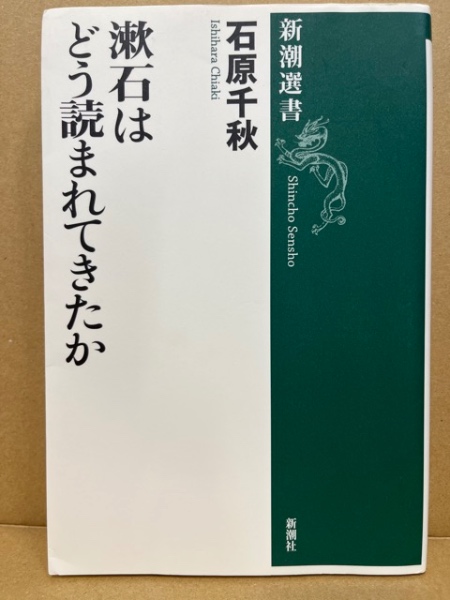 新潮選書
Shincho Sensho
石原千秋
Ishihara Chiaki
漱石は
どう読まれてきたか
新潮社